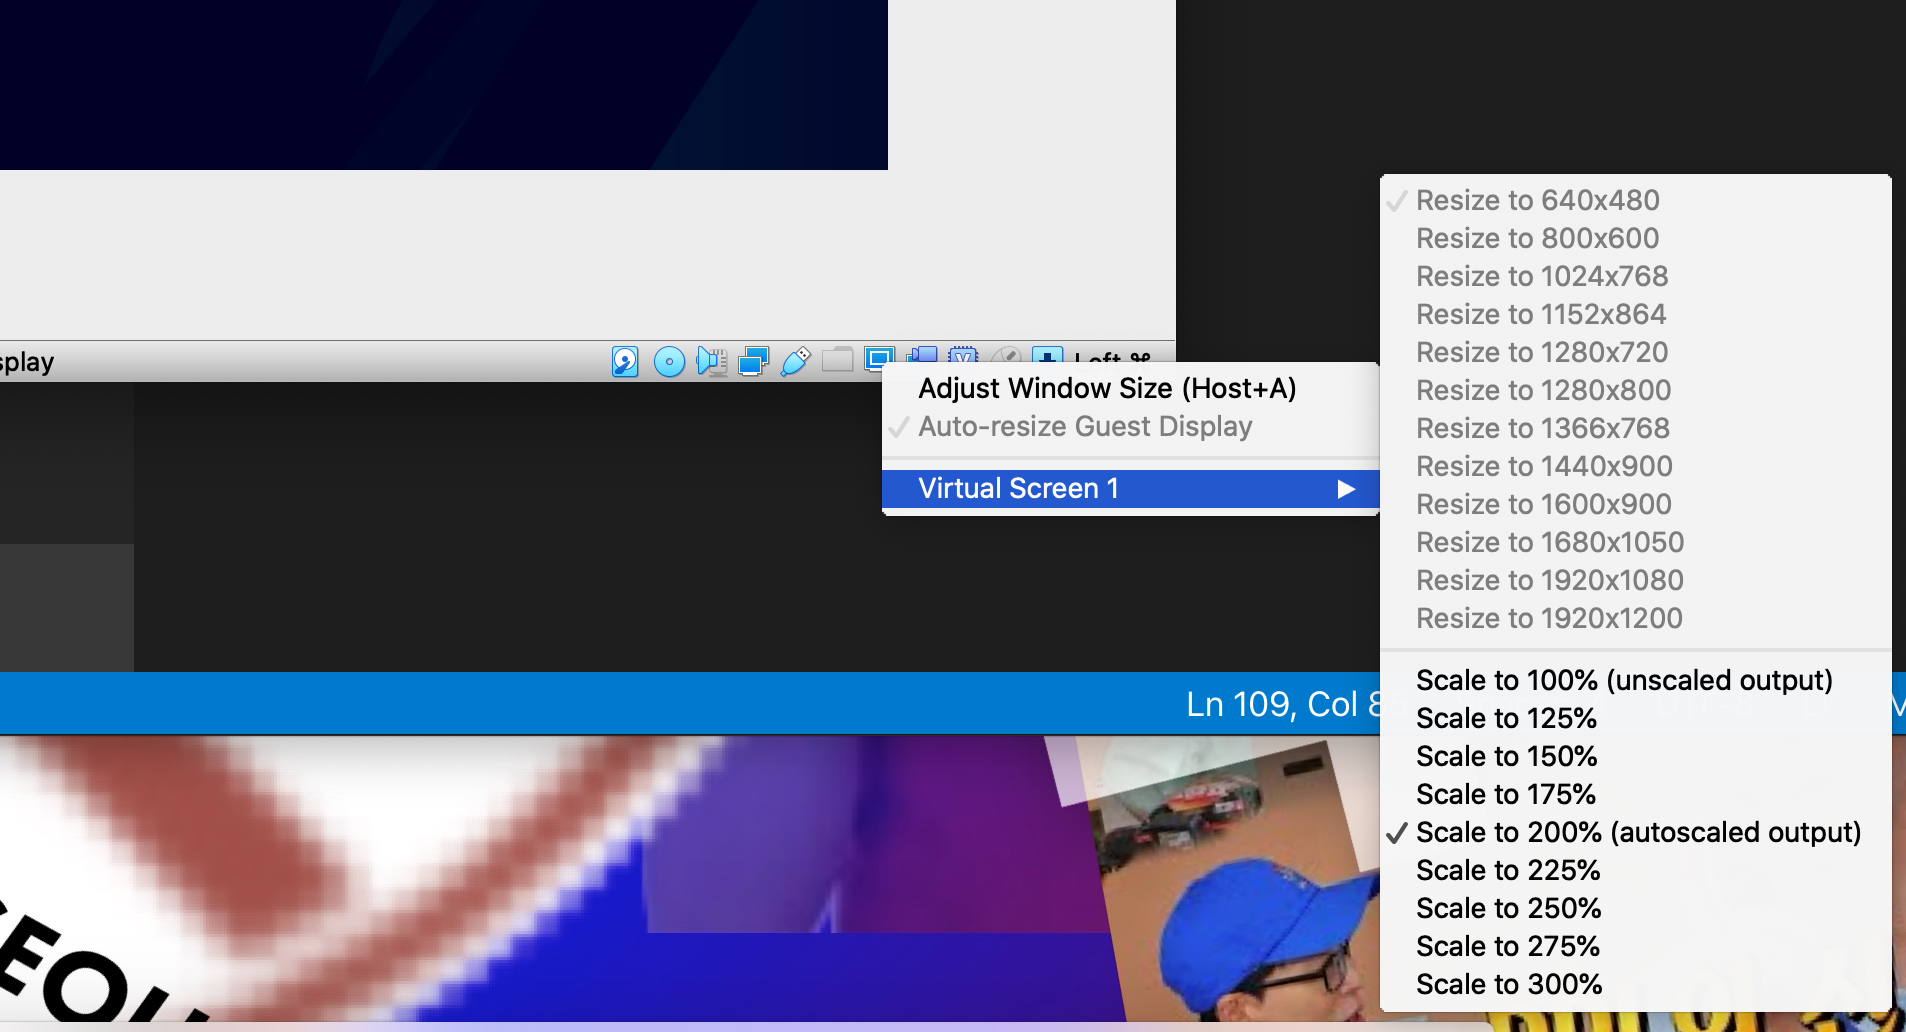 splay
Left ⌘
Adjust Window Size (Host+A)
Auto-resize Guest Display
Virtual Screen 1
Resize to 640x480
Resize to 800x600
Resize to 1024x768
Resize to 1152x864
Resize to 1280x720
Resize to 1280x800
Resize to 1366x768
Resize to 1440x900
Resize to 1600x900
Resize to 1680x1050
Resize to 1920x1080
Resize to 1920x1200
Scale to 100% (unscaled output)
Scale to 125%
Scale to 150%
Scale to 175%
Scale to 200% (autoscaled output)
Scale to 225%
Scale to 250%
Scale to 275%
Scale to 300%
Ln 109, Col